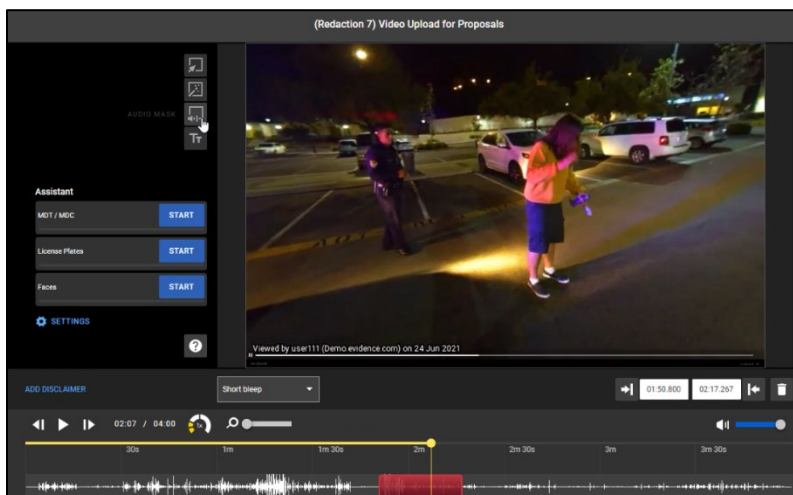 (Redaction 7) Video Upload for Proposals
AUDIO MASK
Tт
Assistant
MDT / MDC START
License Plates START
Faces START
SETTINGS
?
Viewed by user111 (Demo.evidence.com) on 24 Jun 2021
ADD DISCLAIMER Short bleep 01:50.800 02:17.267
02:07 / 04:00 1x
30s 1m 1m 30s 2m 2m 30s 3m 3m 30s